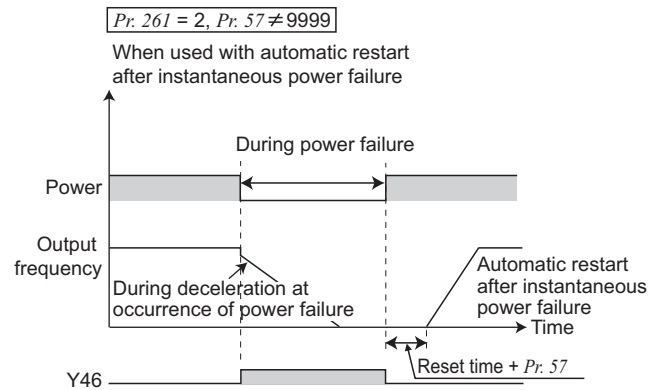 Pr. 261 = 2, Pr. 57 ≠ 9999
When used with automatic restart
after instantaneous power failure
During power failure
Power
Output
frequency
During deceleration at
occurrence of power failure
Automatic restart
after instantaneous
power failure
Time
Reset time + Pr. 57
Y46